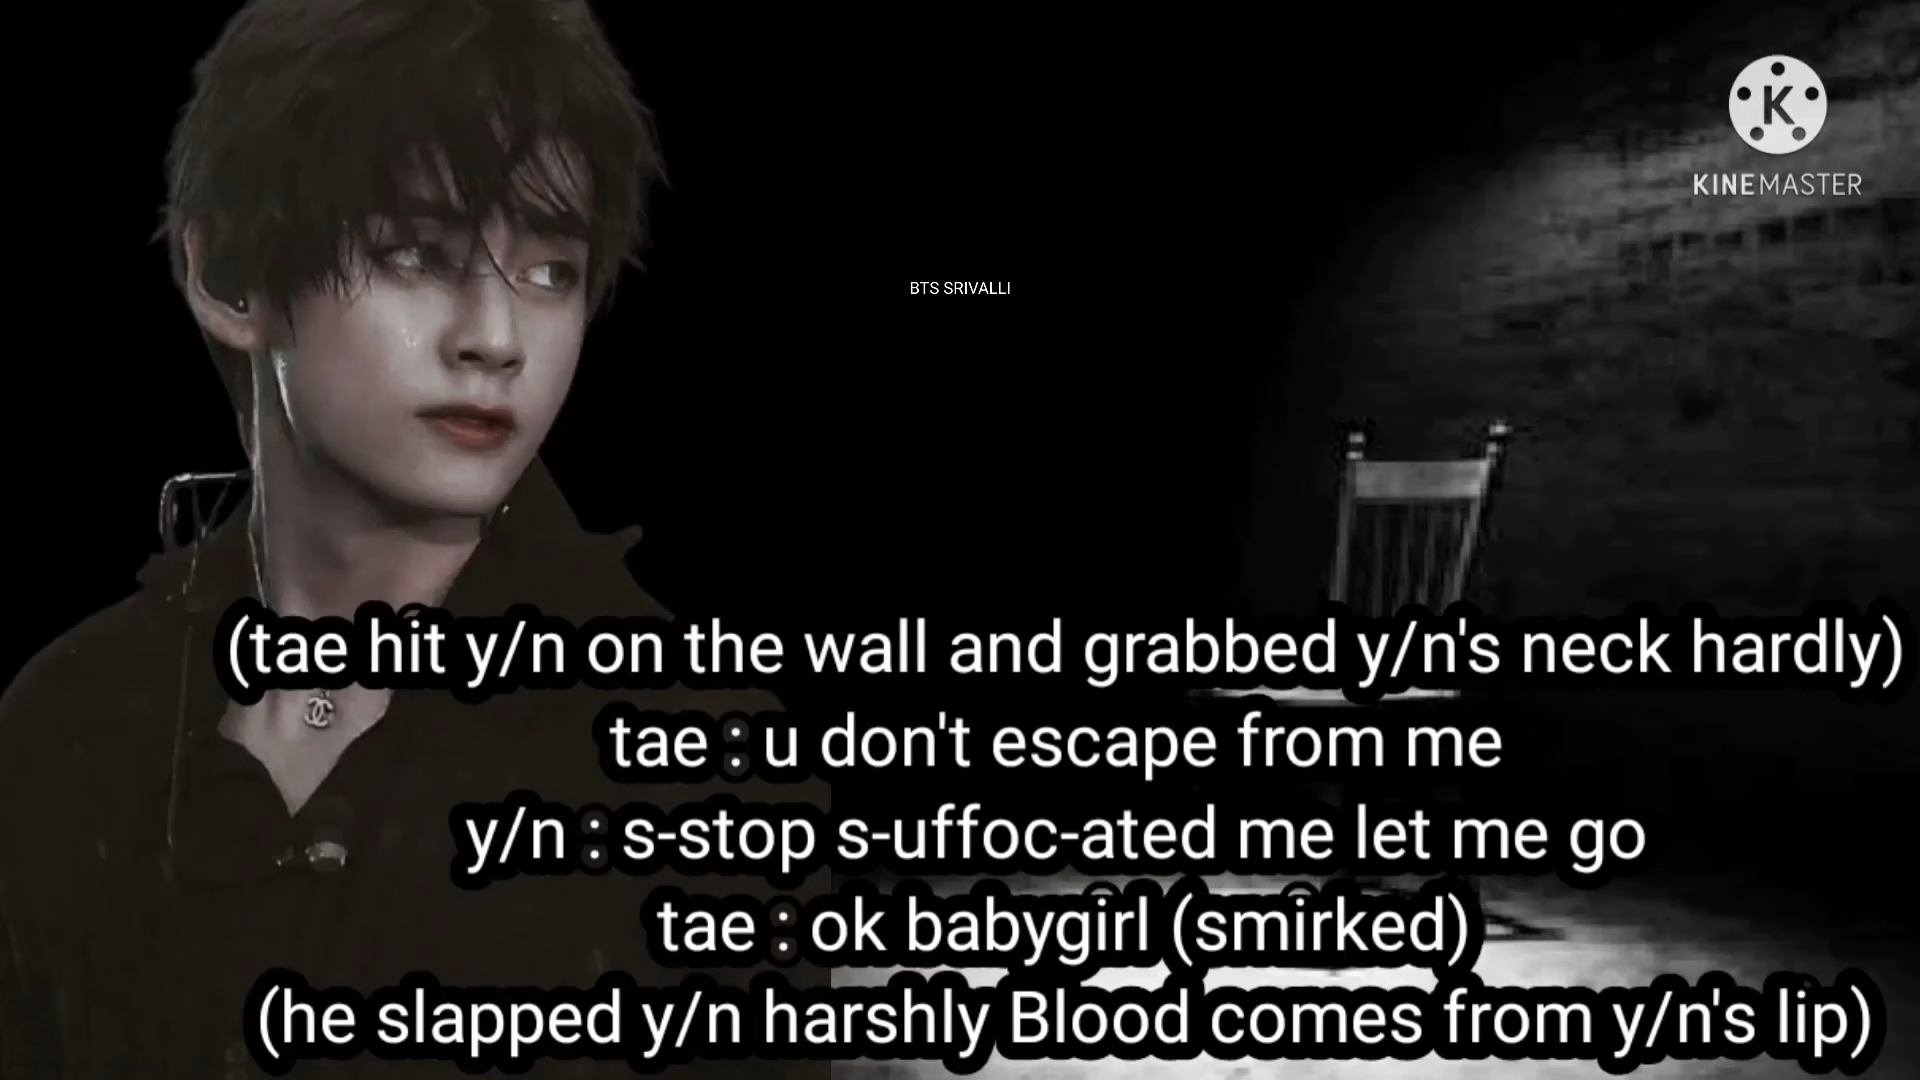 K
KINEMASTER
BTS SRIVALLI
(tae hit y/n on the wall and grabbed y/n's neck hardly)
tae : u don't escape from me
y/n : s-stop s-uffoc-ated me let me go
tae : ok babygirl (smirked)
(he slapped y/n harshly Blood comes from y/n's lip)